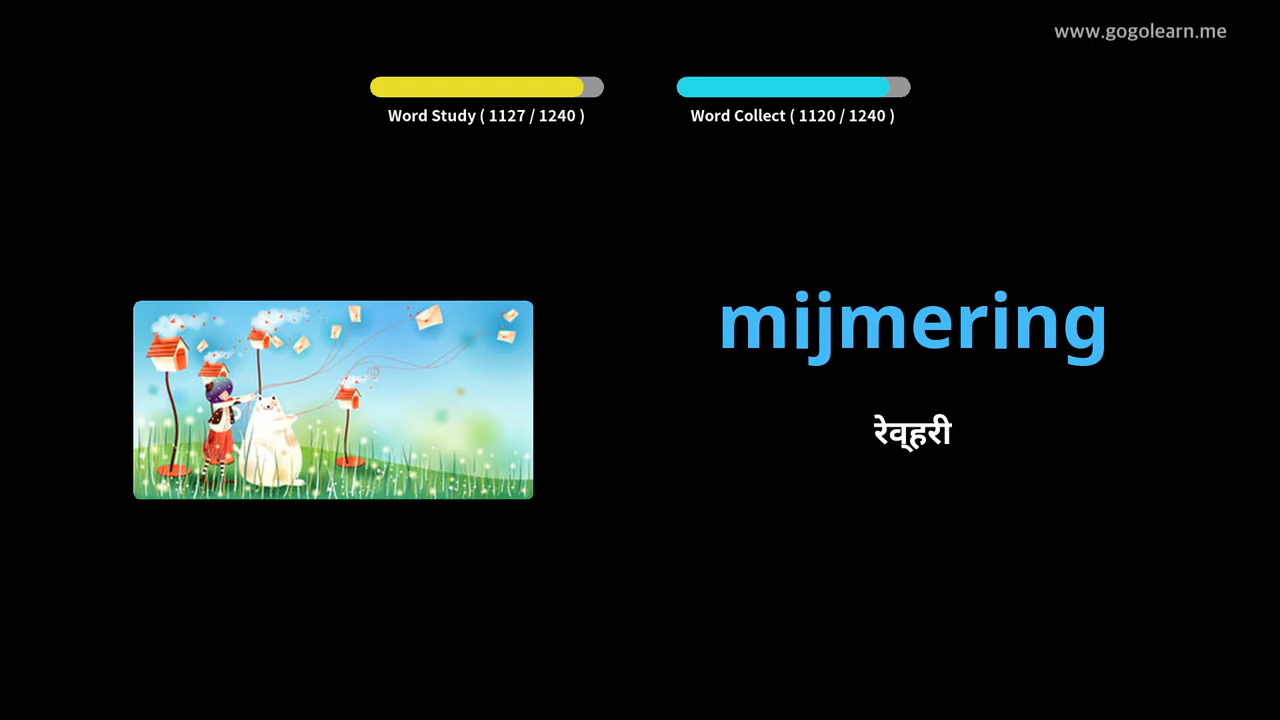 www.gogolearn.me
Word Study ( 1127 / 1240 )
Word Collect ( 1120 / 1240 )
mijmering
रेव्हरी